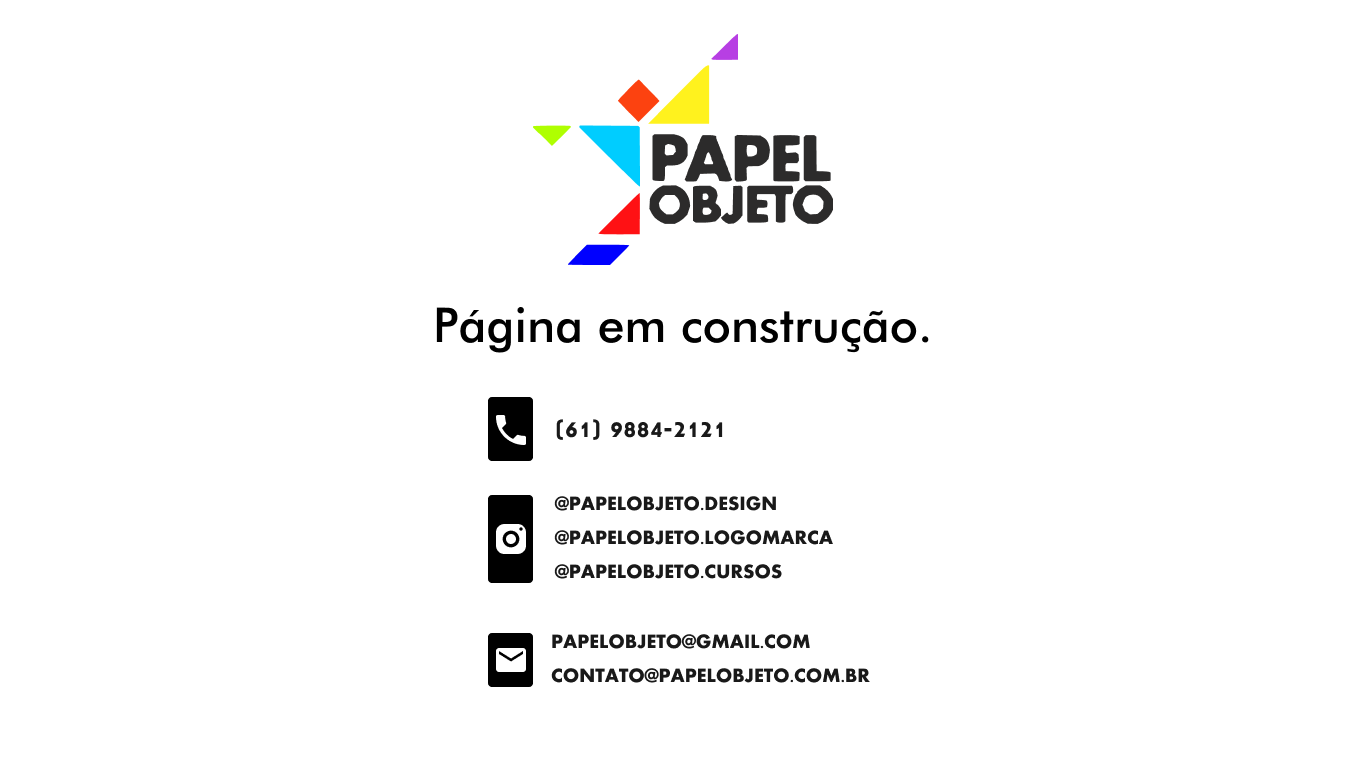 PAPEL
OBJETO
Página em construção.
(61) 9884-2121
@PAPELOBJETO.DESIGN
@PAPELOBJETO.LOGOMARCA
@PAPELOBJETO.CURSOS
PAPELOBJETO@GMAIL.COM
CONTATO@PAPELOBJETO.COM.BR